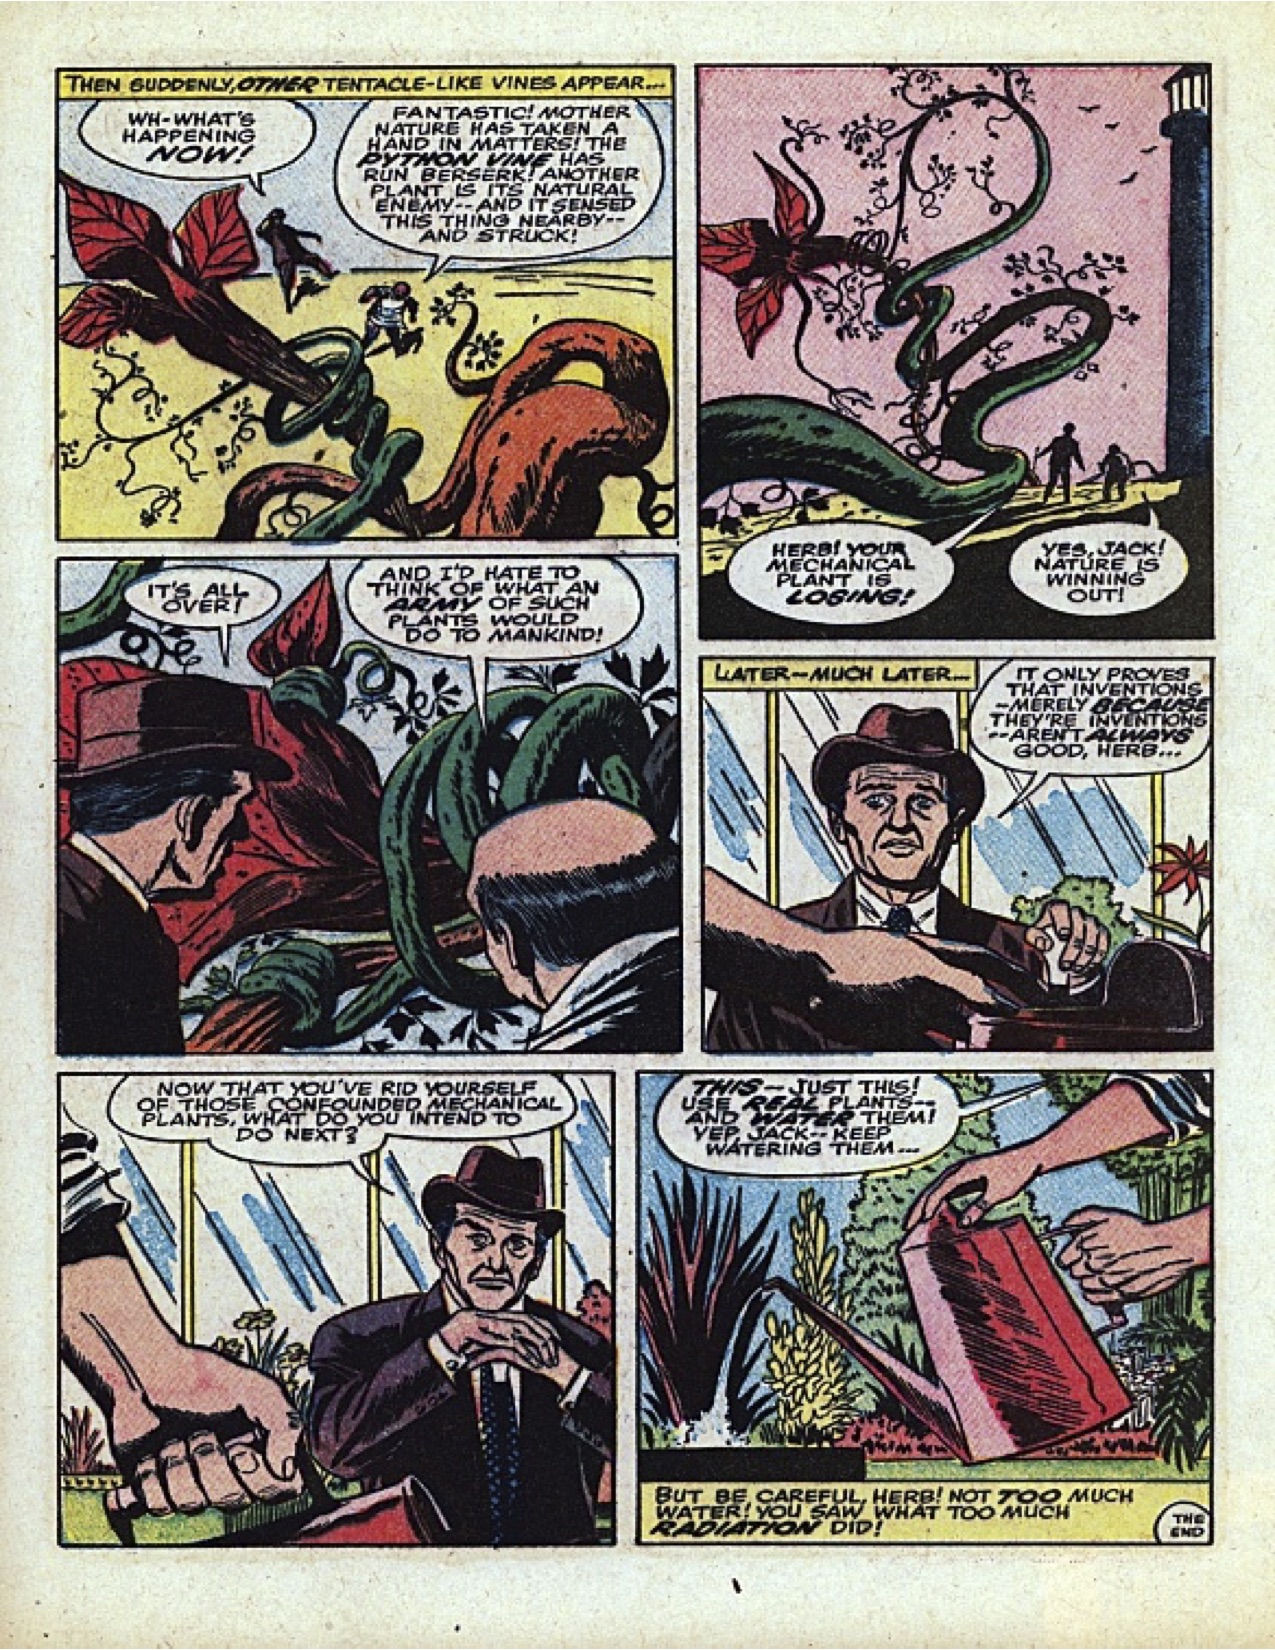 THEN SUDDENLY, OTHER TENTACLE-LIKE VINES APPEAR...
WH-WHAT'S
HAPPENING
NOW!
FANTASTIC! MOTHER
NATURE HAS TAKEN A
HAND IN MATTERS! THE
PYTHON VINE HAS
RUN BERSERK! ANOTHER
PLANT IS ITS NATURAL
ENEMY--AND IT SENSED
THIS THING NEARBY--
AND STRUCK!
HERB! YOUR
MECHANICAL
PLANT IS
LOSING!
YES, JACK!
NATURE IS
WINNING
OUT!
IT'S ALL
OVER!
AND I'D HATE TO
THINK OF WHAT AN
ARMY OF SUCH
PLANTS WOULD
DO TO MANKIND!
LATER--MUCH LATER...
IT ONLY PROVES
THAT INVENTIONS
--MERELY BECAUSE
THEY'RE INVENTIONS
--AREN'T ALWAYS
GOOD, HERB...
NOW THAT YOU'VE RID YOURSELF
OF THOSE CONFOUNDED MECHANICAL
PLANTS, WHAT DO YOU INTEND TO
DO NEXT?
THIS-- JUST THIS!
USE REAL PLANTS--
AND WATER THEM!
YEP, JACK-- KEEP
WATERING THEM...
BUT BE CAREFUL, HERB! NOT TOO MUCH
WATER! YOU SAW WHAT TOO MUCH
RADIATION DID!
THE
END